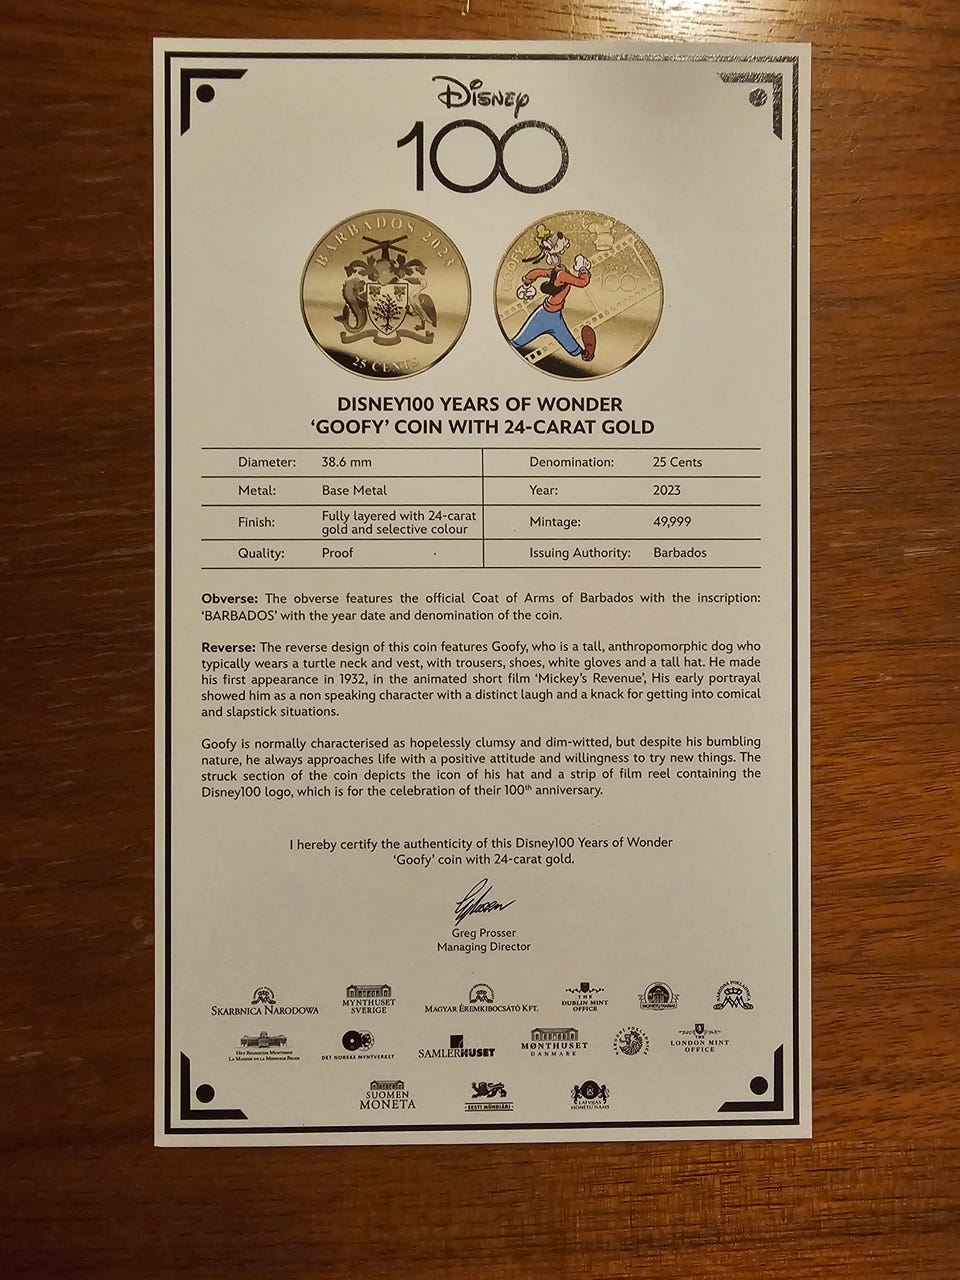 Disney
100
BARBADOS 2023
25 CENTS
GOOFY
100
DISNEY100 YEARS OF WONDER
‘GOOFY’ COIN WITH 24-CARAT GOLD
Diameter: 38.6 mm Denomination: 25 Cents
Metal: Base Metal Year: 2023
Finish: Fully layered with 24-carat gold and selective colour Mintage: 49,999
Quality: Proof Issuing Authority: Barbados
Obverse: The obverse features the official Coat of Arms of Barbados with the inscription:
‘BARBADOS’ with the year date and denomination of the coin.
Reverse: The reverse design of this coin features Goofy, who is a tall, anthropomorphic dog who
typically wears a turtle neck and vest, with trousers, shoes, white gloves and a tall hat. He made
his first appearance in 1932, in the animated short film ‘Mickey’s Revenue’, His early portrayal
showed him as a non speaking character with a distinct laugh and a knack for getting into comical
and slapstick situations.
Goofy is normally characterised as hopelessly clumsy and dim-witted, but despite his bumbling
nature, he always approaches life with a positive attitude and willingness to try new things. The
struck section of the coin depicts the icon of his hat and a strip of film reel containing the
Disney100 logo, which is for the celebration of their 100th anniversary.
I hereby certify the authenticity of this Disney100 Years of Wonder
‘Goofy’ coin with 24-carat gold.
Greg Prosser
Managing Director
SKARBNICA NARODOWA
MYNTHUSET
SVERIGE
MAGYAR ÉREMKIBOCSÁTÓ KFT.
THE
DUBLIN MINT
OFFICE
HET BELGISCHE MUNTHUIS
LA MAISON DE LA MONNAIE BELGE
DET NORSKE MYNTVERKET
SAMLERHUSET
MØNTHUSET
DANMARK
THE
LONDON MINT
OFFICE
SUOMEN
MONETA
EESTI MÜNDIÄRI
LATVIJAS
MONĒTU NAMS